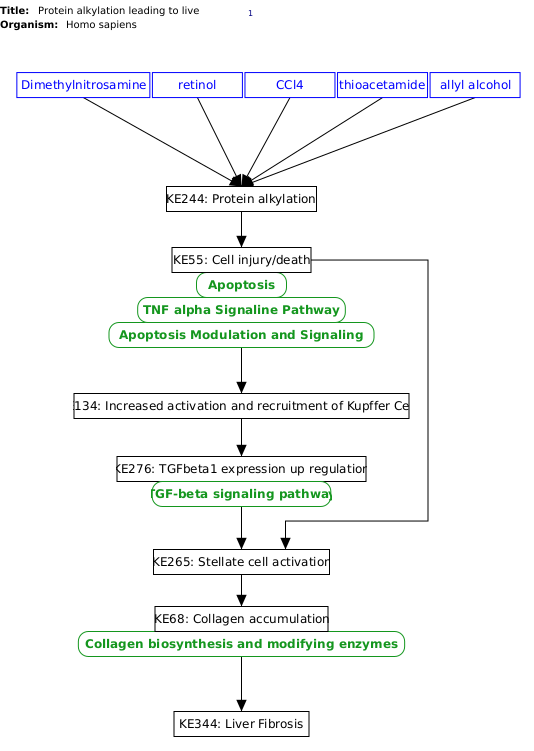 Title: Protein alkylation leading to live
1
Organism: Homo sapiens
Dimethylnitrosamine retinol CCl4 thioacetamide allyl alcohol
KE244: Protein alkylation
KE55: Cell injury/death
Apoptosis
TNF alpha Signaline Pathway
Apoptosis Modulation and Signaling
134: Increased activation and recruitment of Kupffer Ce
KE276: TGFbeta1 expression up regulation
TGF-beta signaling pathway
KE265: Stellate cell activation
KE68: Collagen accumulation
Collagen biosynthesis and modifying enzymes
KE344: Liver Fibrosis